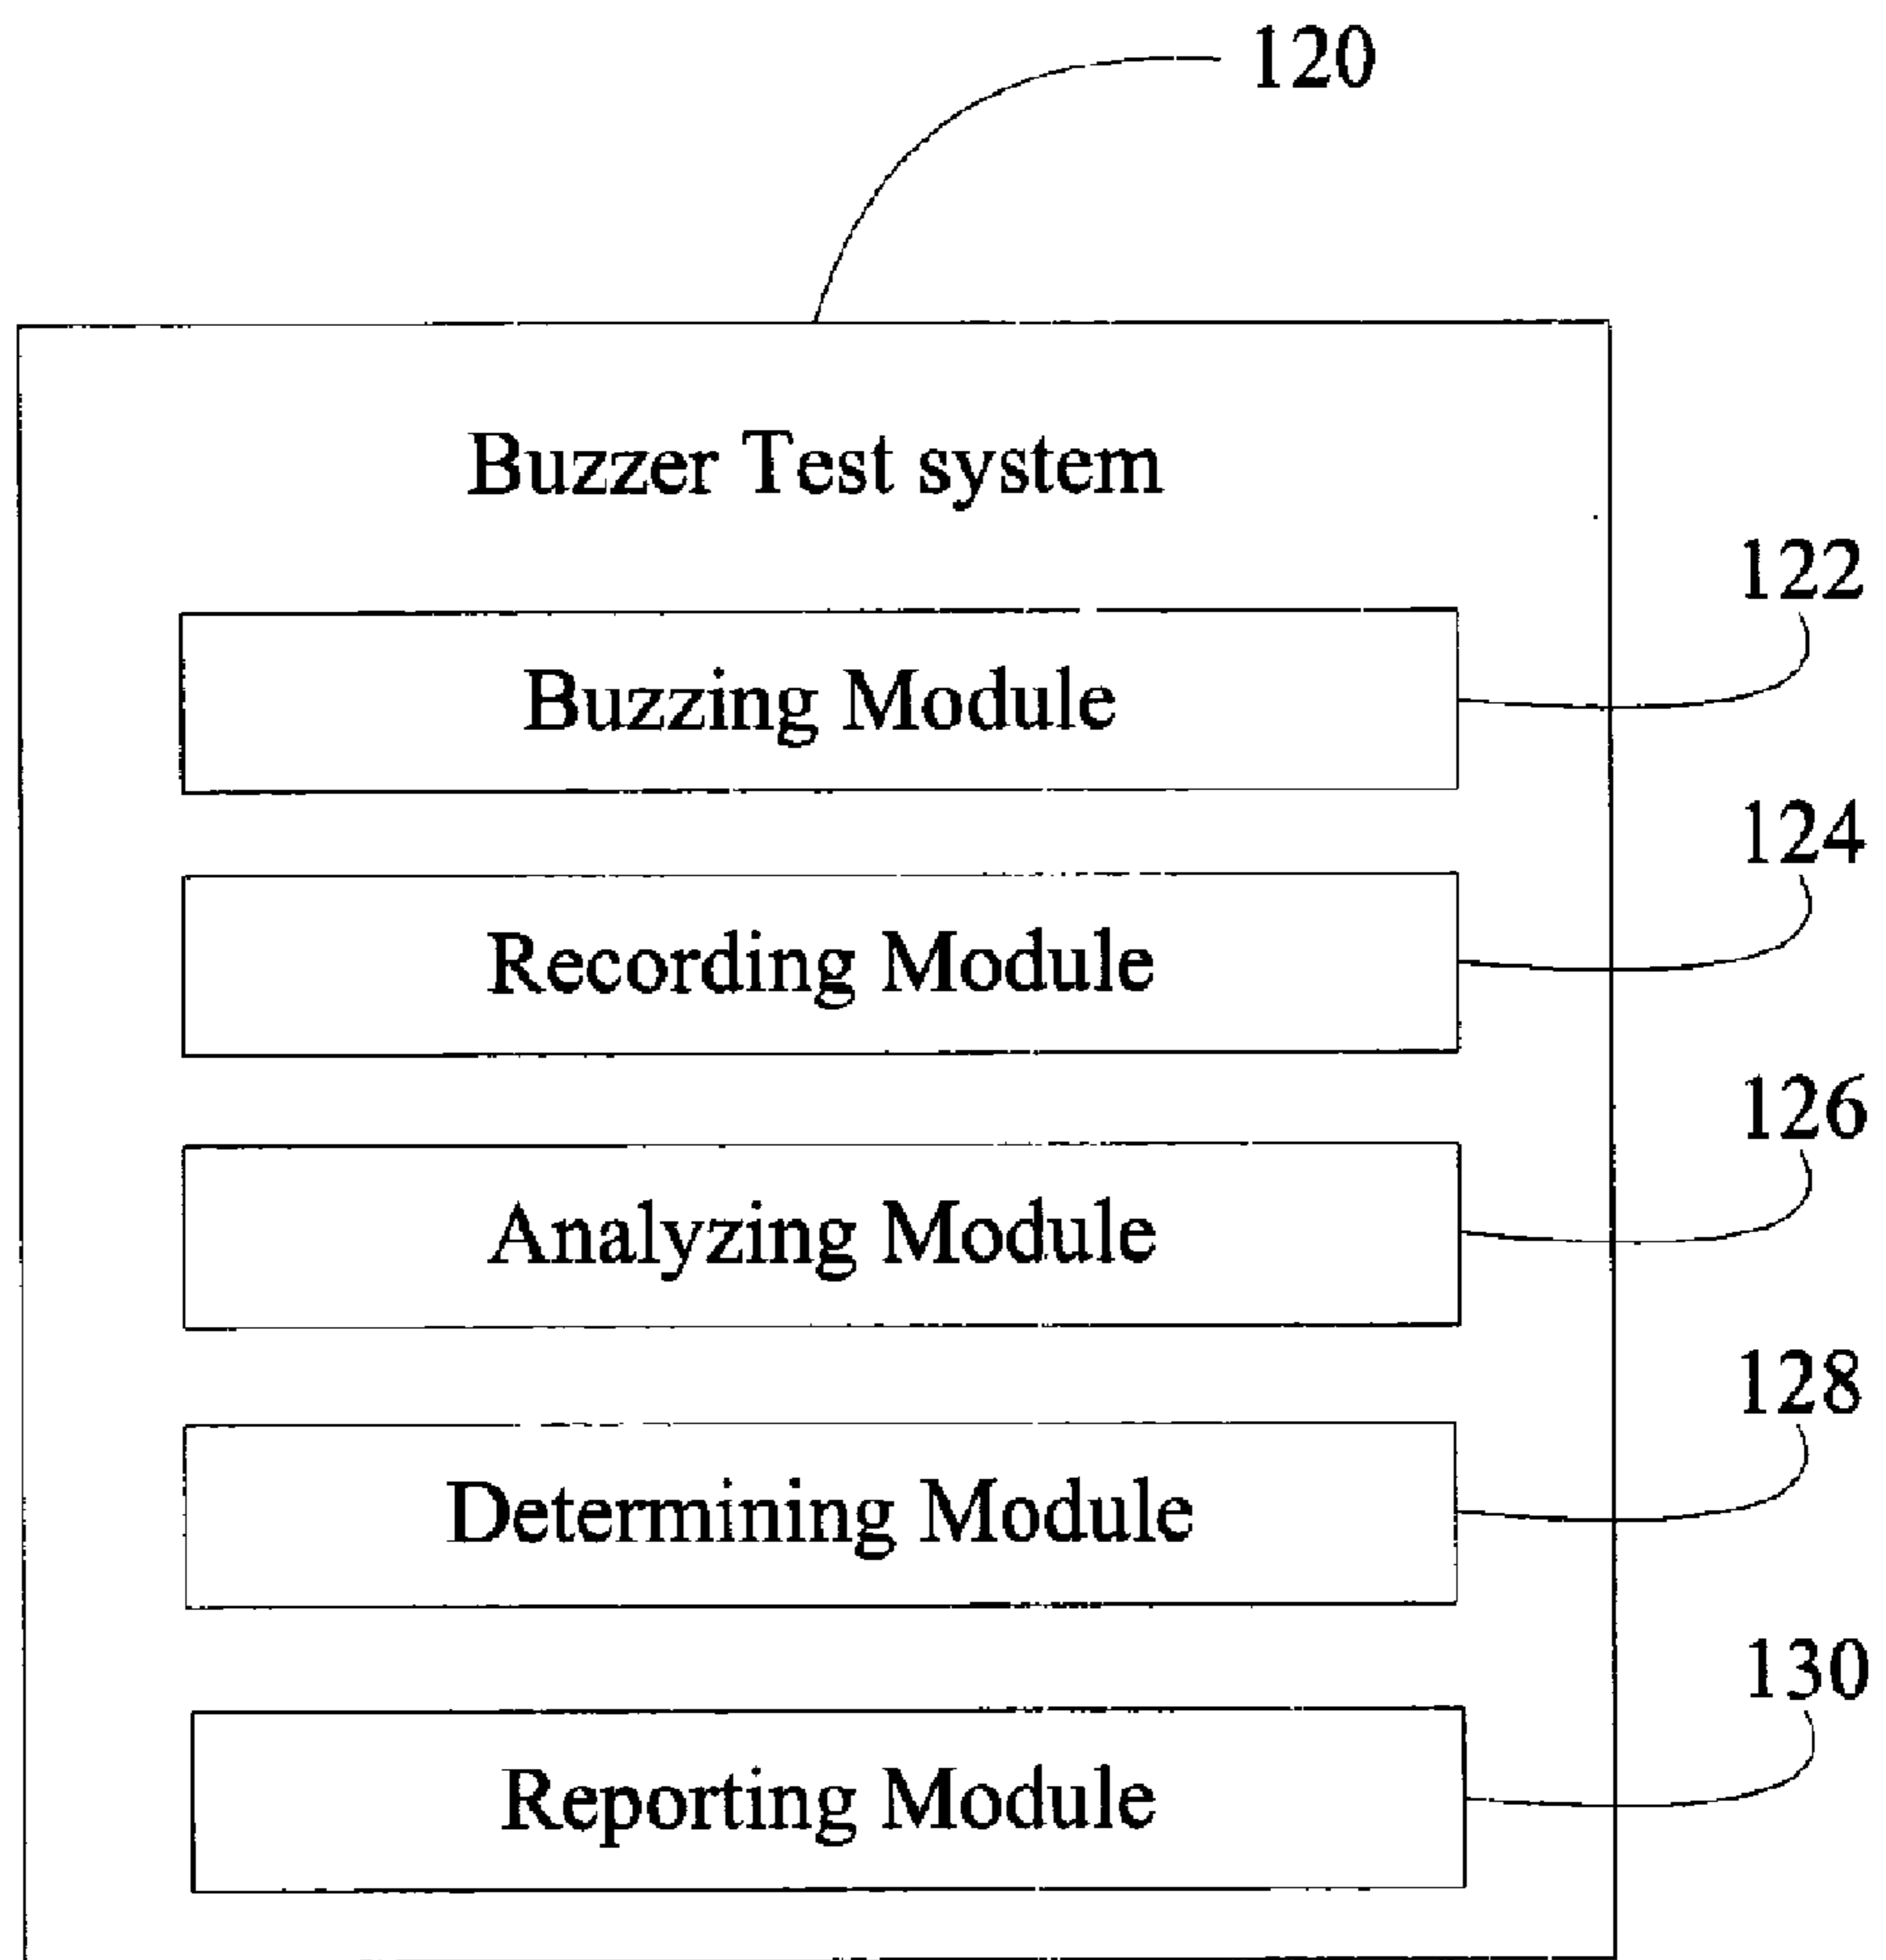 120
Buzzer Test system
122
Buzzing Module
124
Recording Module
126
Analyzing Module
128
Determining Module
130
Reporting Module